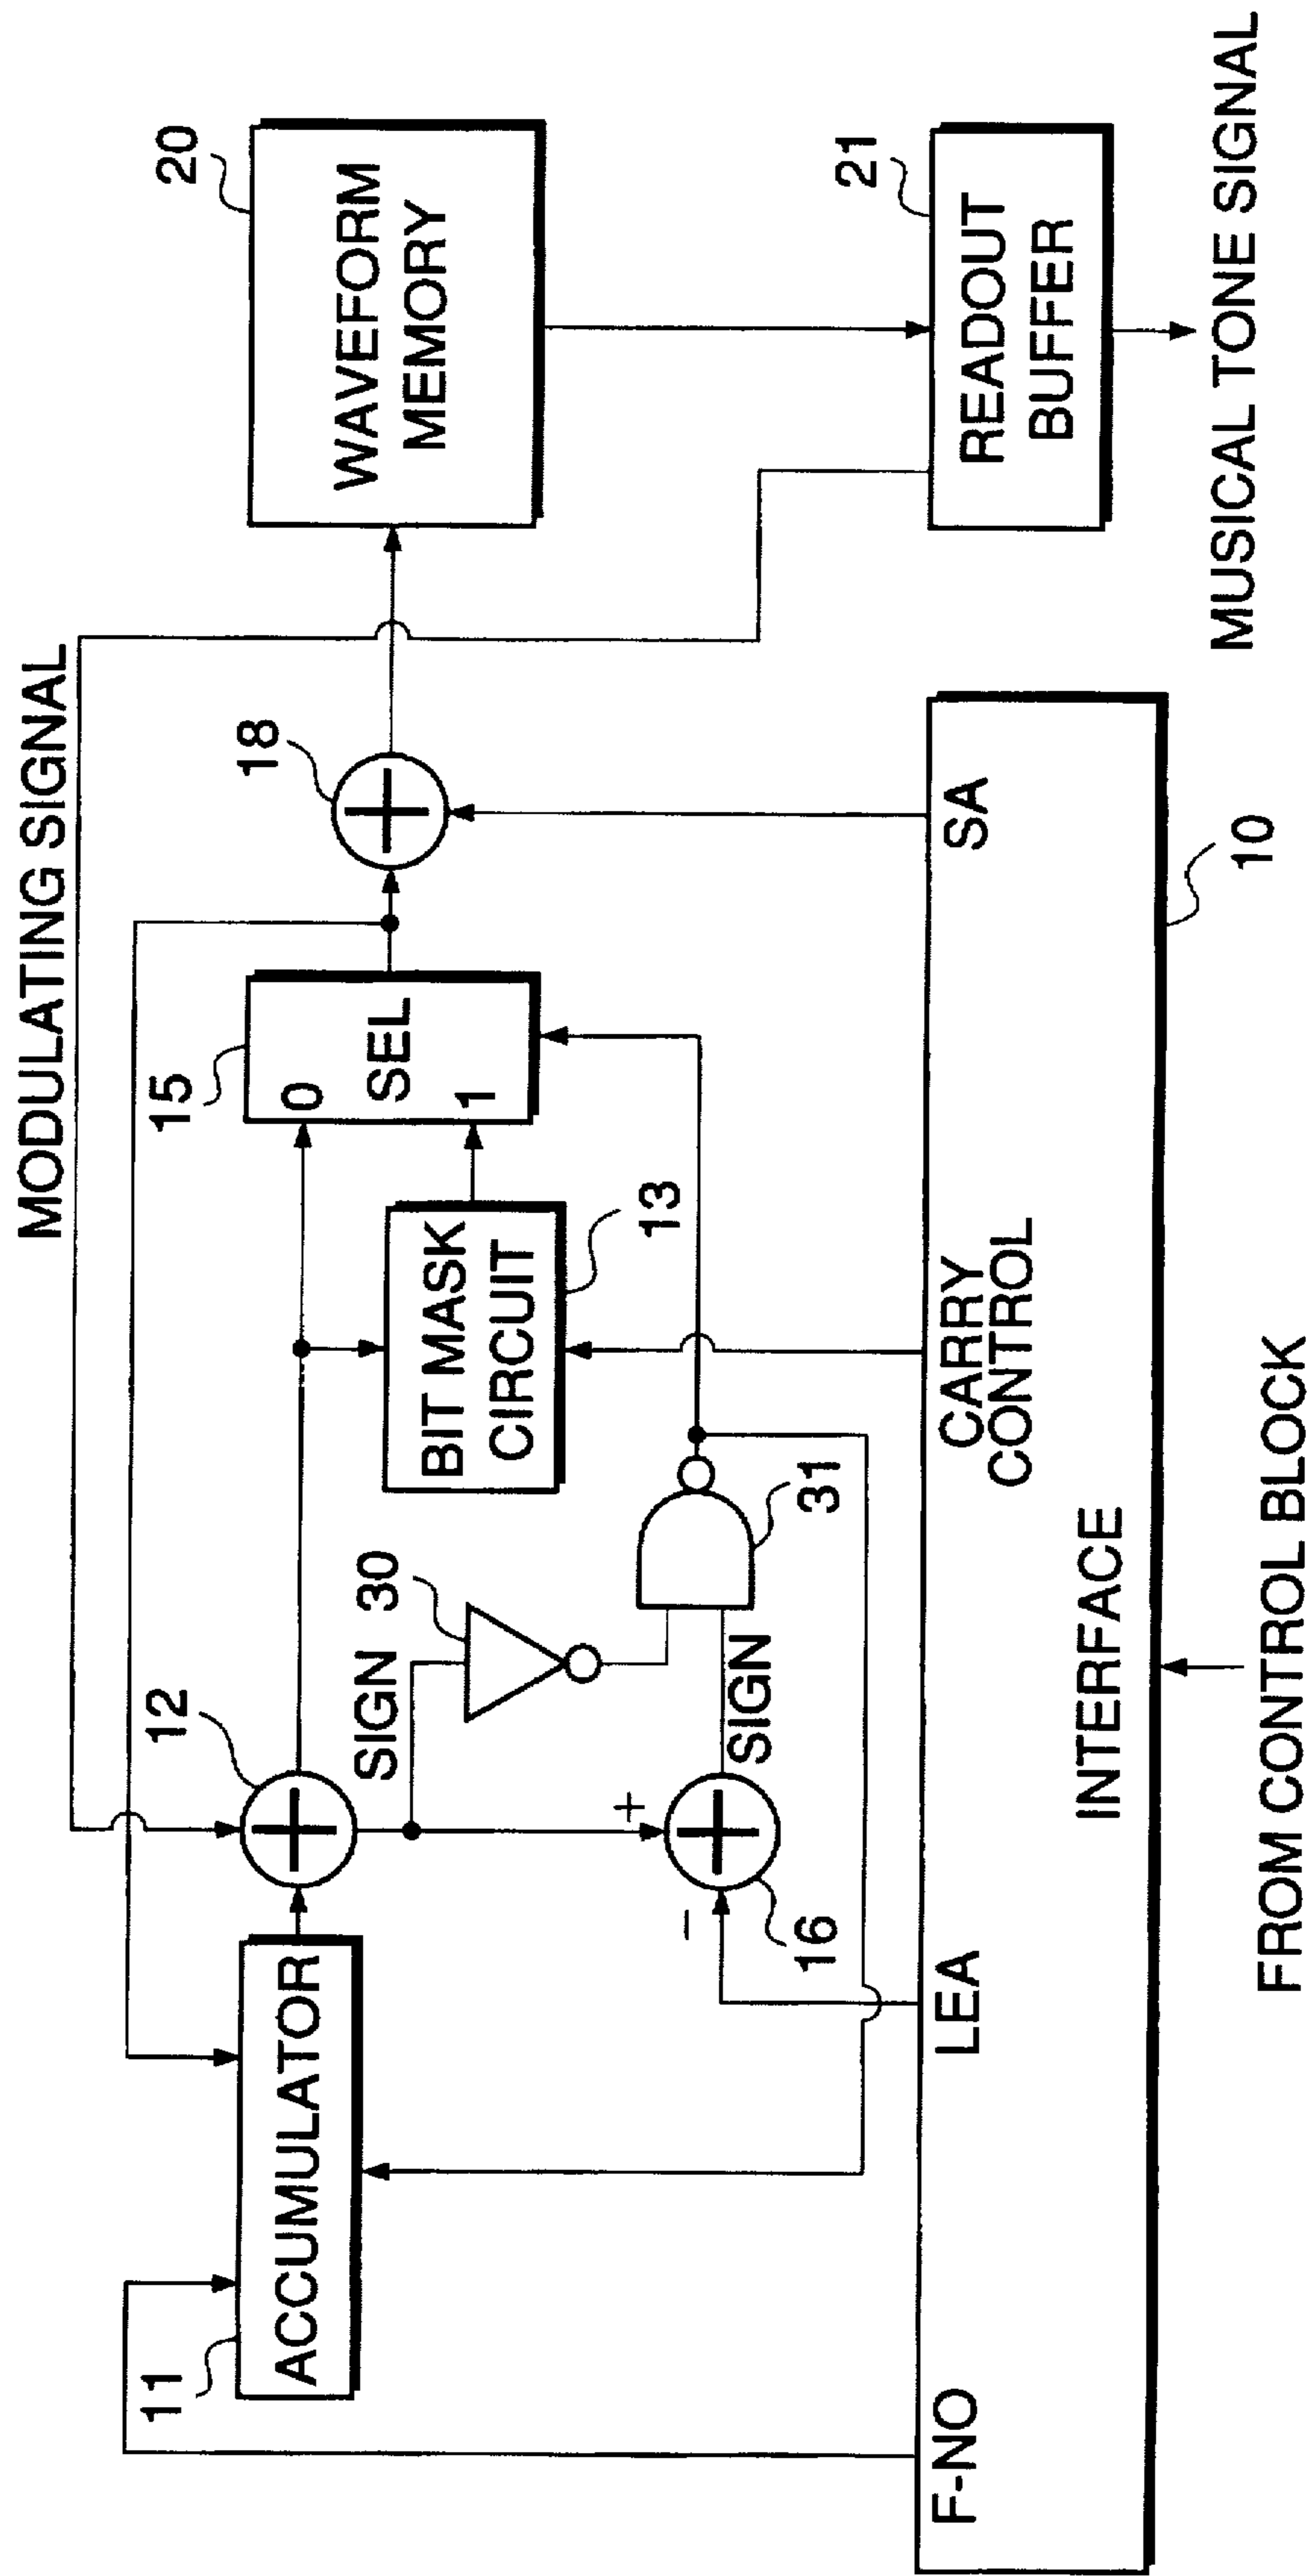 MODULATING SIGNAL
20
WAVEFORM
MEMORY
18
15
0
SEL
1
12
11
ACCUMULATOR
SIGN
30
BIT MASK
CIRCUIT
13
31
+
SIGN
−
16
21
READOUT
BUFFER
MUSICAL TONE SIGNAL
F-NO
LEA
CARRY
CONTROL
SA
10
INTERFACE
FROM CONTROL BLOCK